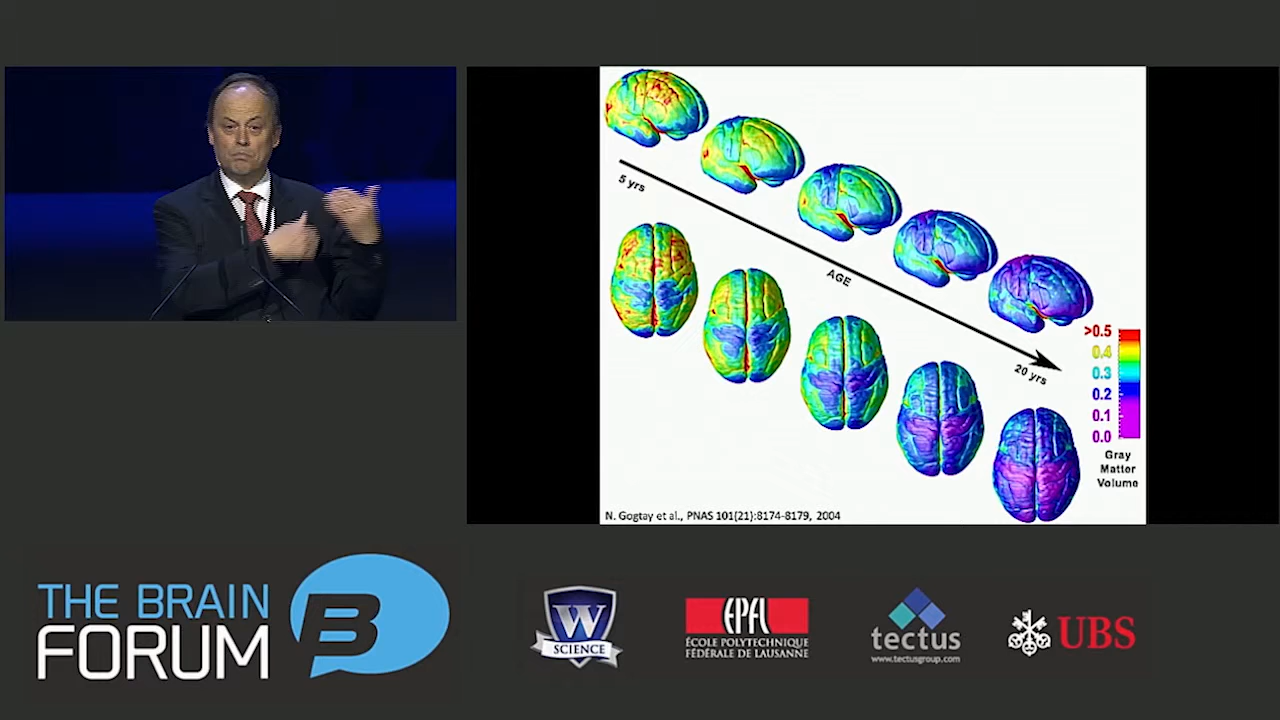 5 yrs
AGE
20 yrs
>0.5
0.4
0.3
0.2
0.1
0.0
Gray
Matter
Volume
N. Gogtay et al., PNAS 101(21):8174-8179, 2004
THE BRAIN
FORUM
B
W
SCIENCE
EPFL
ÉCOLE POLYTECHNIQUE
FÉDÉRALE DE LAUSANNE
tectus
www.tectusgroup.com
UBS